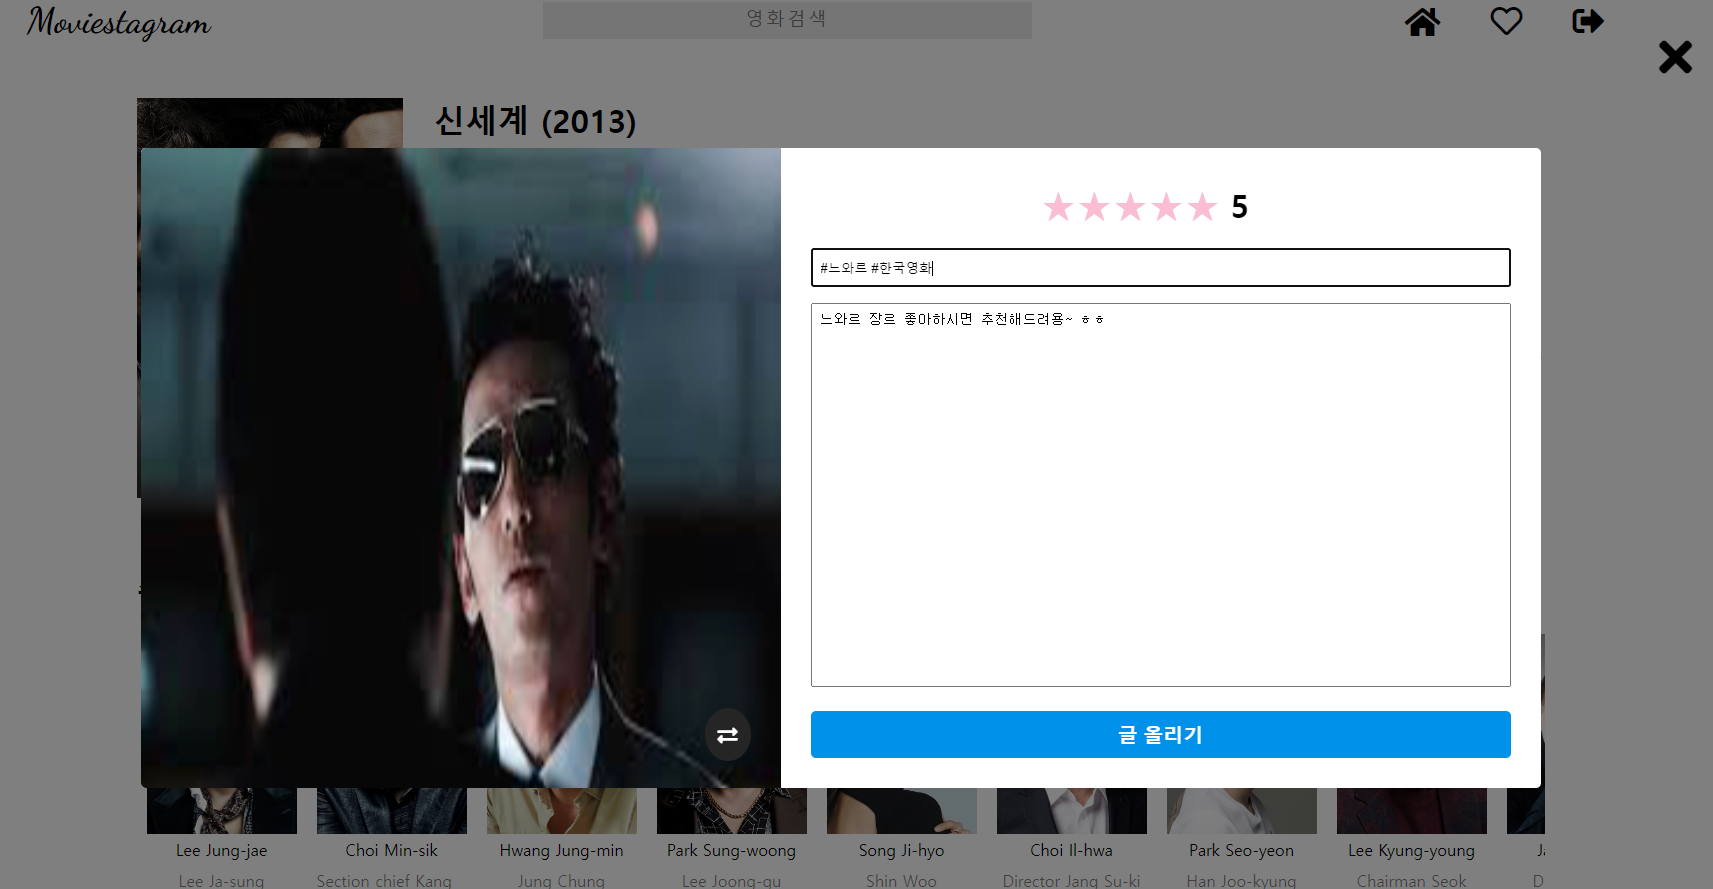 Moviestagram
영화검색
신세계 (2013)
★★★★★ 5
#느와르 #한국영화
느와르 장르 좋아하시면 추천해드려용~ ㅎㅎ
글 올리기
Lee Jung-jae
Choi Min-sik
Hwang Jung-min
Park Sung-woong
Song Ji-hyo
Choi Il-hwa
Park Seo-yeon
Lee Kyung-young
Lee Ja-sung
Section chief Kang
Jung Chung
Lee Joong-gu
Shin Woo
Director Jang Su-ki
Han Joo-kyung
Chairman Seok